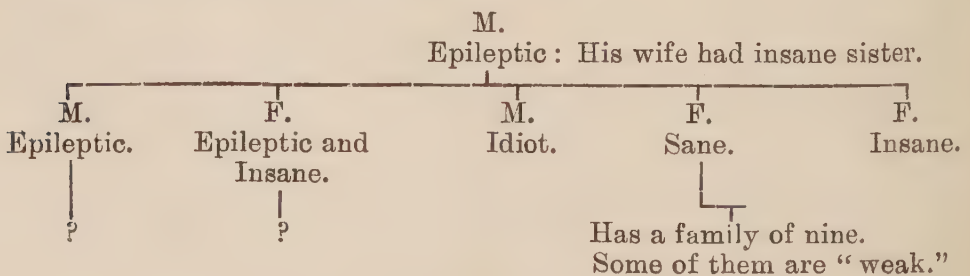 M.
Epileptic : His wife had insane sister.
M. F. M. F. F.
Epileptic. Epileptic and Idiot. Sane. Insane.
Insane.
? ?
Has a family of nine.
Some of them are “ weak.”